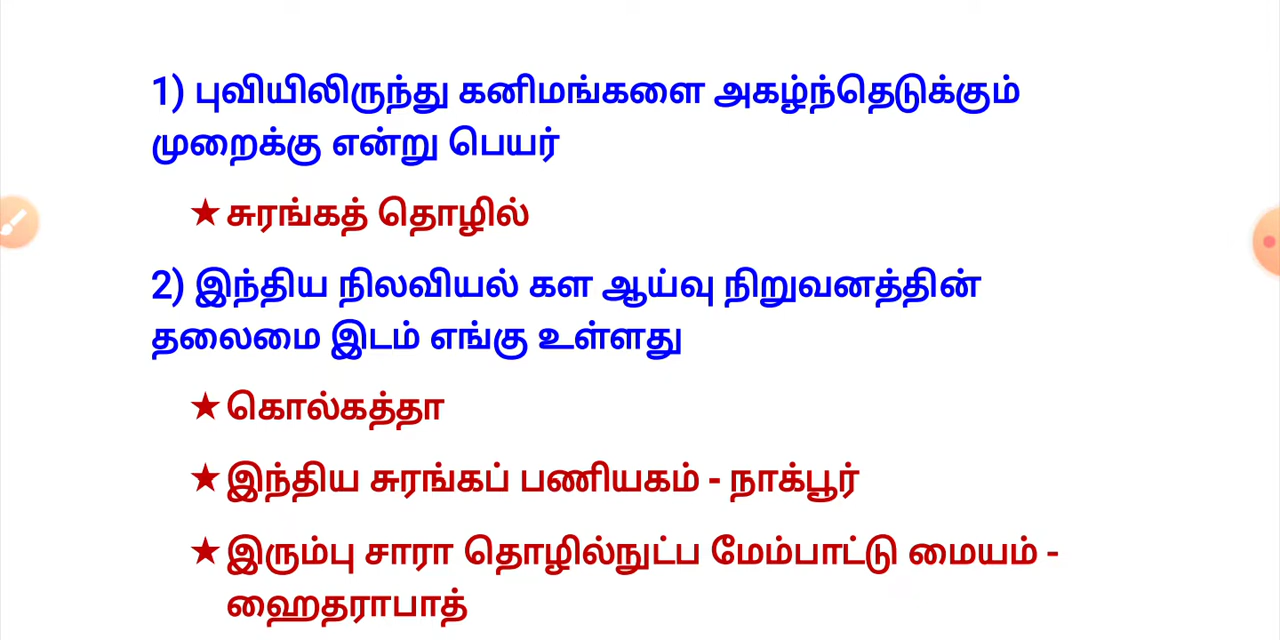 1) புவியிலிருந்து கனிமங்களை அகழ்ந்தெடுக்கும்
முறைக்கு என்று பெயர்
★ சுரங்கத் தொழில்
2) இந்திய நிலவியல் கள ஆய்வு நிறுவனத்தின்
தலைமை இடம் எங்கு உள்ளது
★ கொல்கத்தா
★ இந்திய சுரங்கப் பணியகம் - நாக்பூர்
★ இரும்பு சாரா தொழில்நுட்ப மேம்பாட்டு மையம் -
ஹைதராபாத்